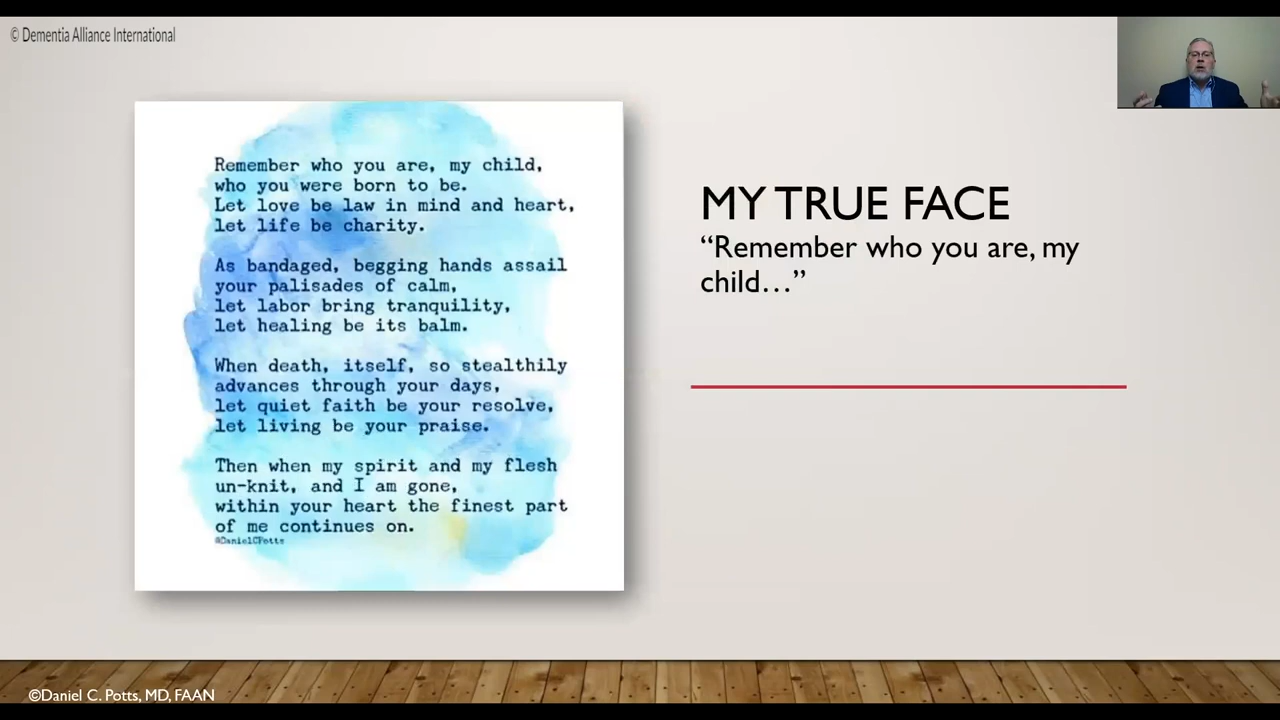 © Dementia Alliance International
Remember who you are, my child,
who you were born to be.
Let love be law in mind and heart,
let life be charity.
As bandaged, begging hands assail
your palisades of calm,
let labor bring tranquility,
let healing be its balm.
When death, itself, so stealthily
advances through your days,
let quiet faith be your resolve,
let living be your praise.
Then when my spirit and my flesh
un-knit, and I am gone,
within your heart the finest part
of me continues on.
@DanielCPotts
MY TRUE FACE
“Remember who you are, my
child…”
©Daniel C. Potts, MD, FAAN